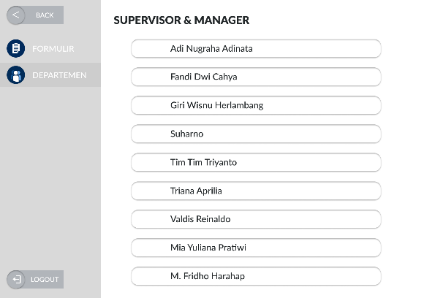 BACK
FORMULIR
DEPARTEMEN
LOGOUT
SUPERVISOR & MANAGER
Adi Nugraha Adinata
Fandi Dwi Cahya
Giri Wisnu Herlambang
Suharno
Tim Tim Triyanto
Triana Aprilia
Valdis Reinaldo
Mia Yuliana Pratiwi
M. Fridho Harahap